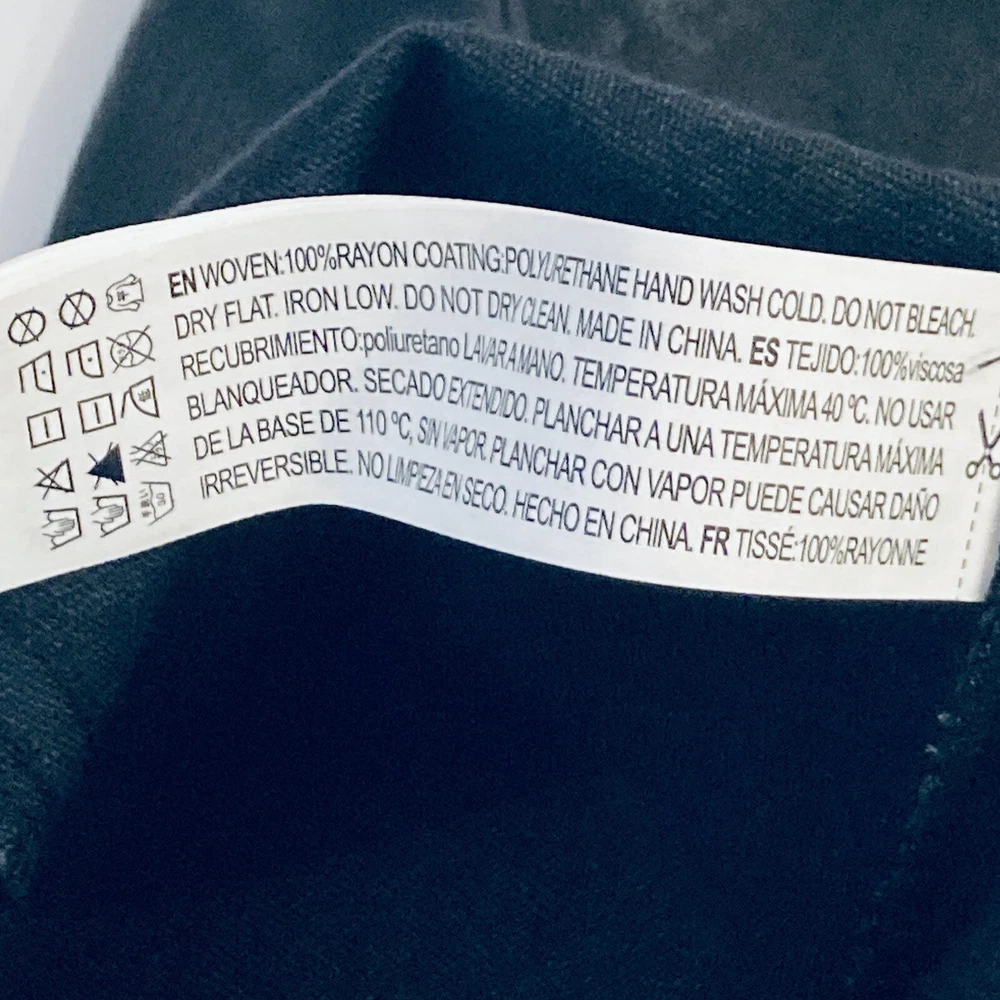 EN WOVEN:100%RAYON COATING:POLYURETHANE HAND WASH COLD. DO NOT BLEACH.
DRY FLAT. IRON LOW. DO NOT DRY CLEAN. MADE IN CHINA. ES TEJIDO:100%viscosa
RECUBRIMIENTO:poliuretano LAVAR A MANO. TEMPERATURA MÁXIMA 40 ºC. NO USAR
BLANQUEADOR. SECADO EXTENDIDO. PLANCHAR A UNA TEMPERATURA MÁXIMA
DE LA BASE DE 110 ºC, SIN VAPOR. PLANCHAR CON VAPOR PUEDE CAUSAR DAÑO
IRREVERSIBLE. NO LIMPIEZA EN SECO. HECHO EN CHINA. FR TISSÉ:100%RAYONNE